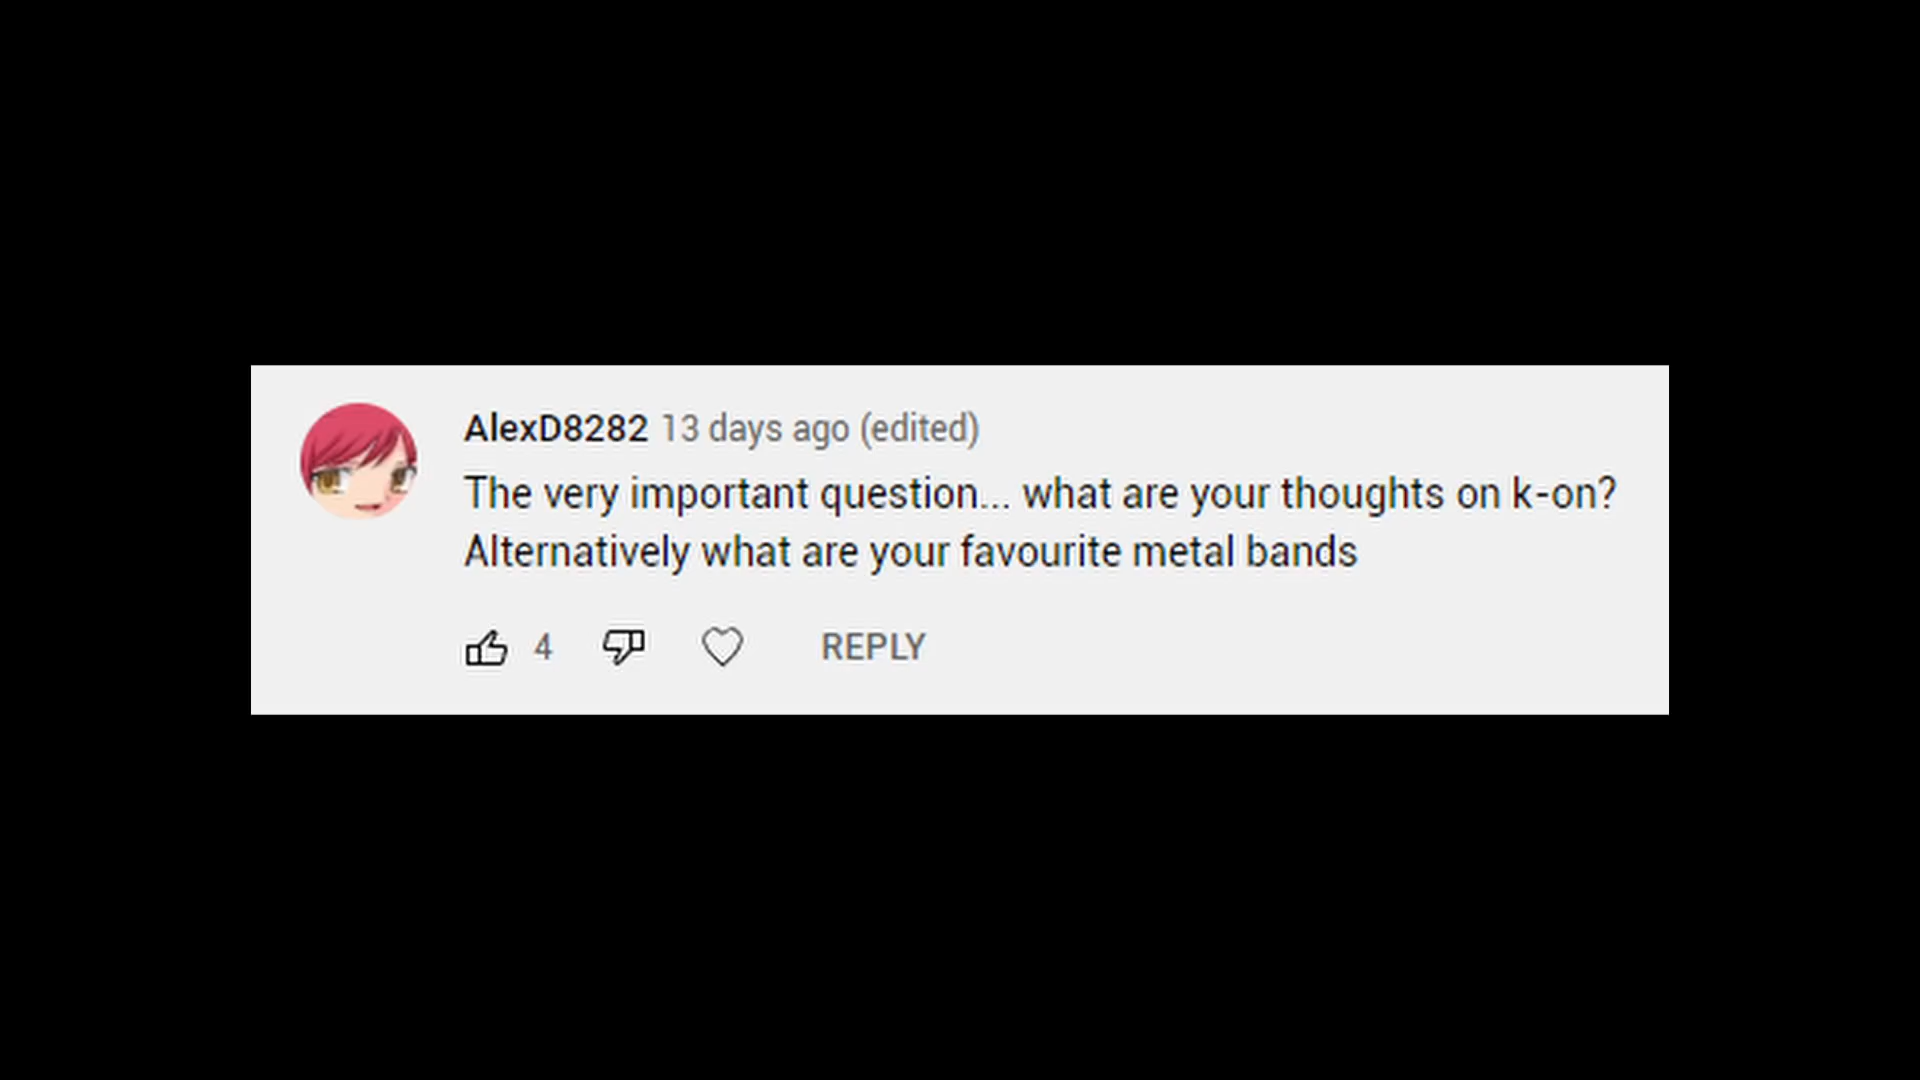 AlexD8282 13 days ago (edited)
The very important question... what are your thoughts on k-on?
Alternatively what are your favourite metal bands
4 REPLY